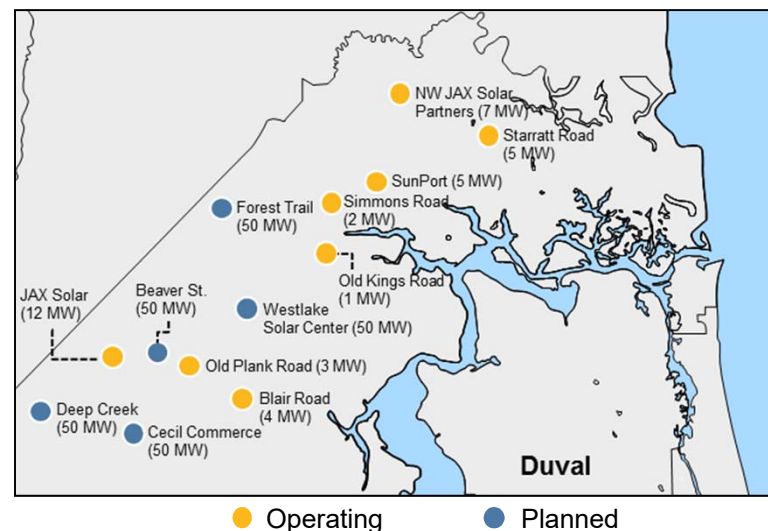 NW JAX Solar
Partners (7 MW)
Starratt Road
(5 MW)
SunPort (5 MW)
Simmons Road
(2 MW)
Forest Trail
(50 MW)
Old Kings Road
(1 MW)
JAX Solar
(12 MW)
Beaver St.
(50 MW)
Westlake
Solar Center (50 MW)
Old Plank Road (3 MW)
Blair Road
(4 MW)
Deep Creek
(50 MW)
Cecil Commerce
(50 MW)
Duval
Operating
Planned